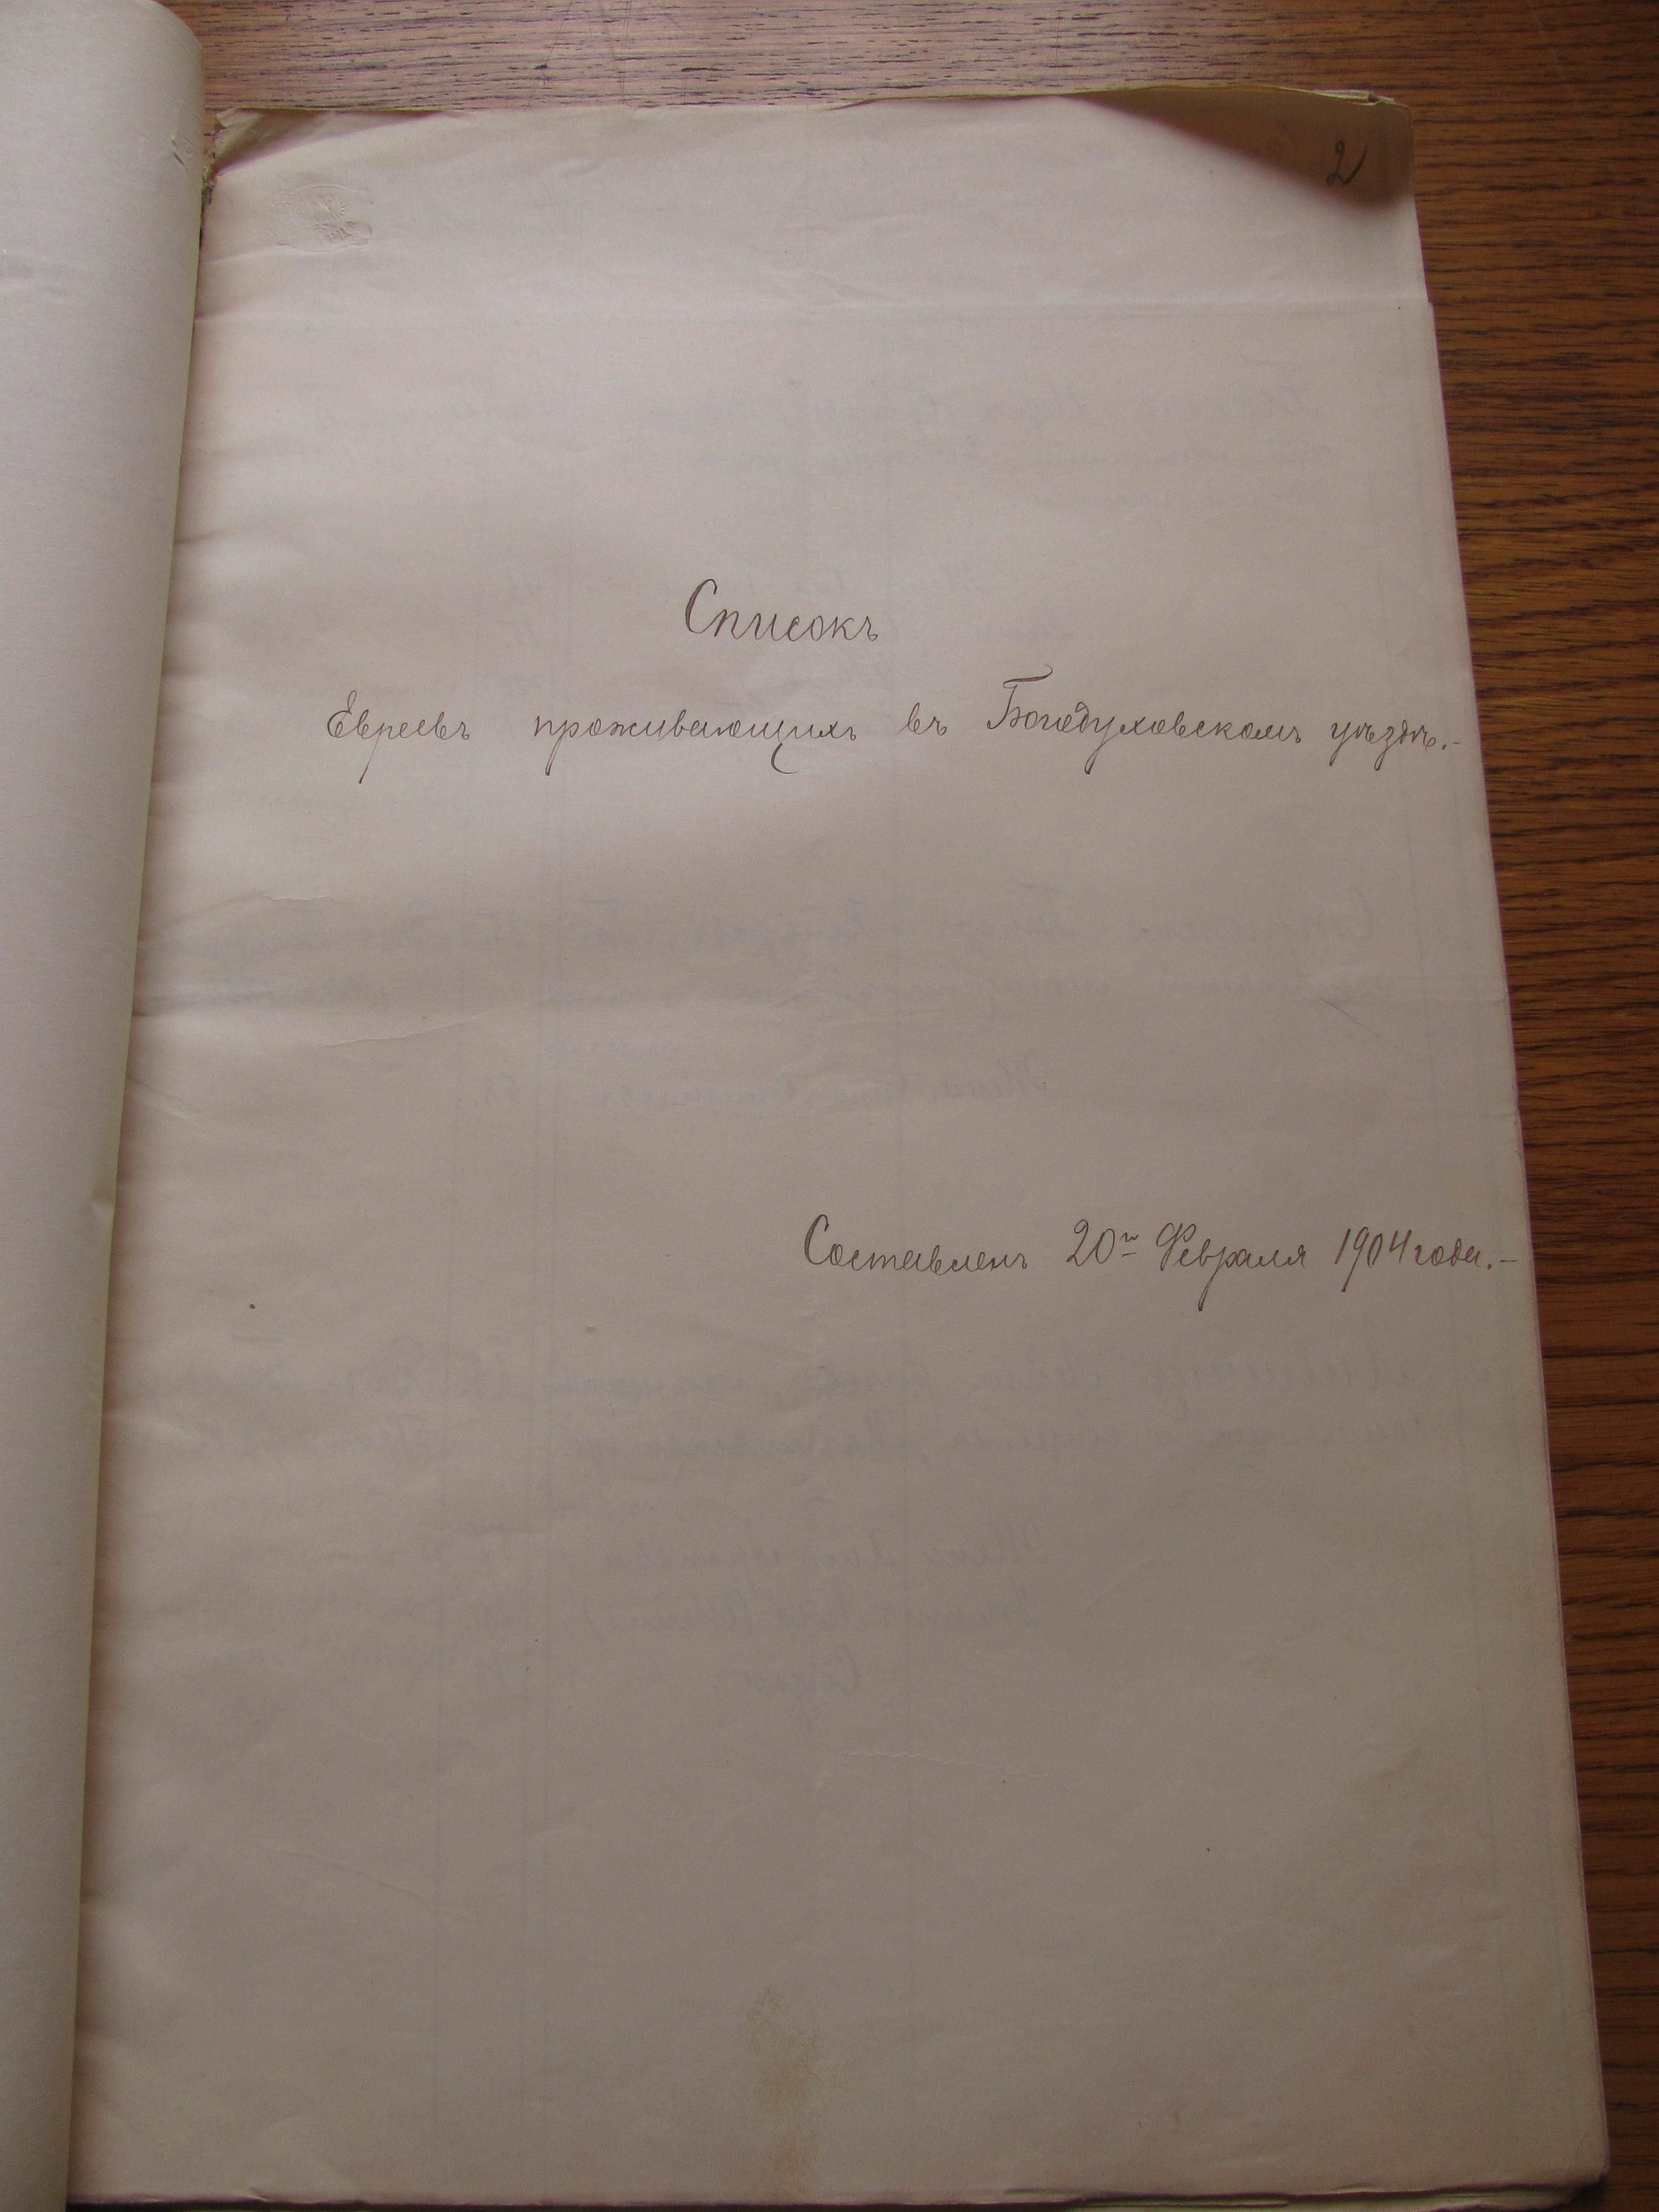 2
Списокъ
Евреевъ проживающихъ въ Богодуховскомъ уѣздѣ.-
Составленъ 20го Февраля 1904 года.-